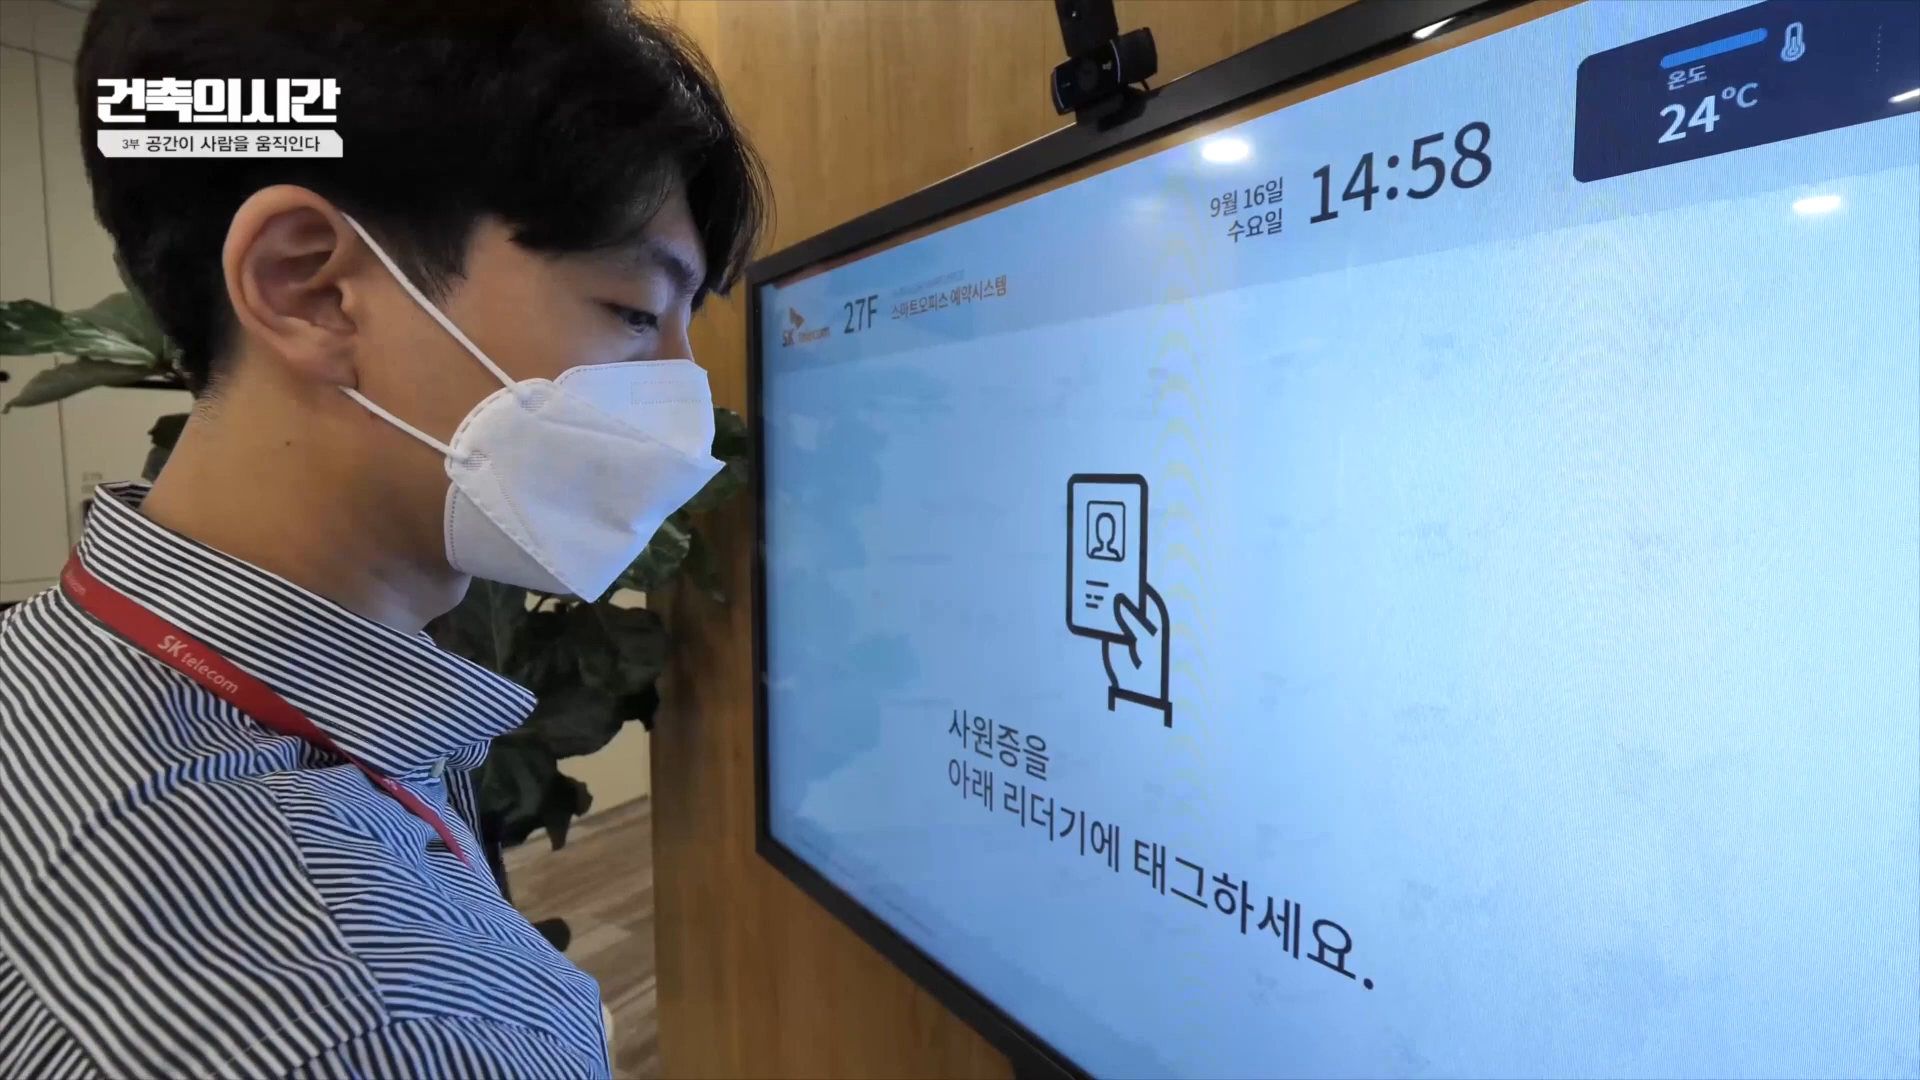 건축의시간
3부 공간이 사람을 움직인다
온도
24°C
9월 16일
수요일
14:58
SK telecom
27F
스마트오피스 예약시스템
사원증을
아래 리더기에 태그하세요.
SK telecom